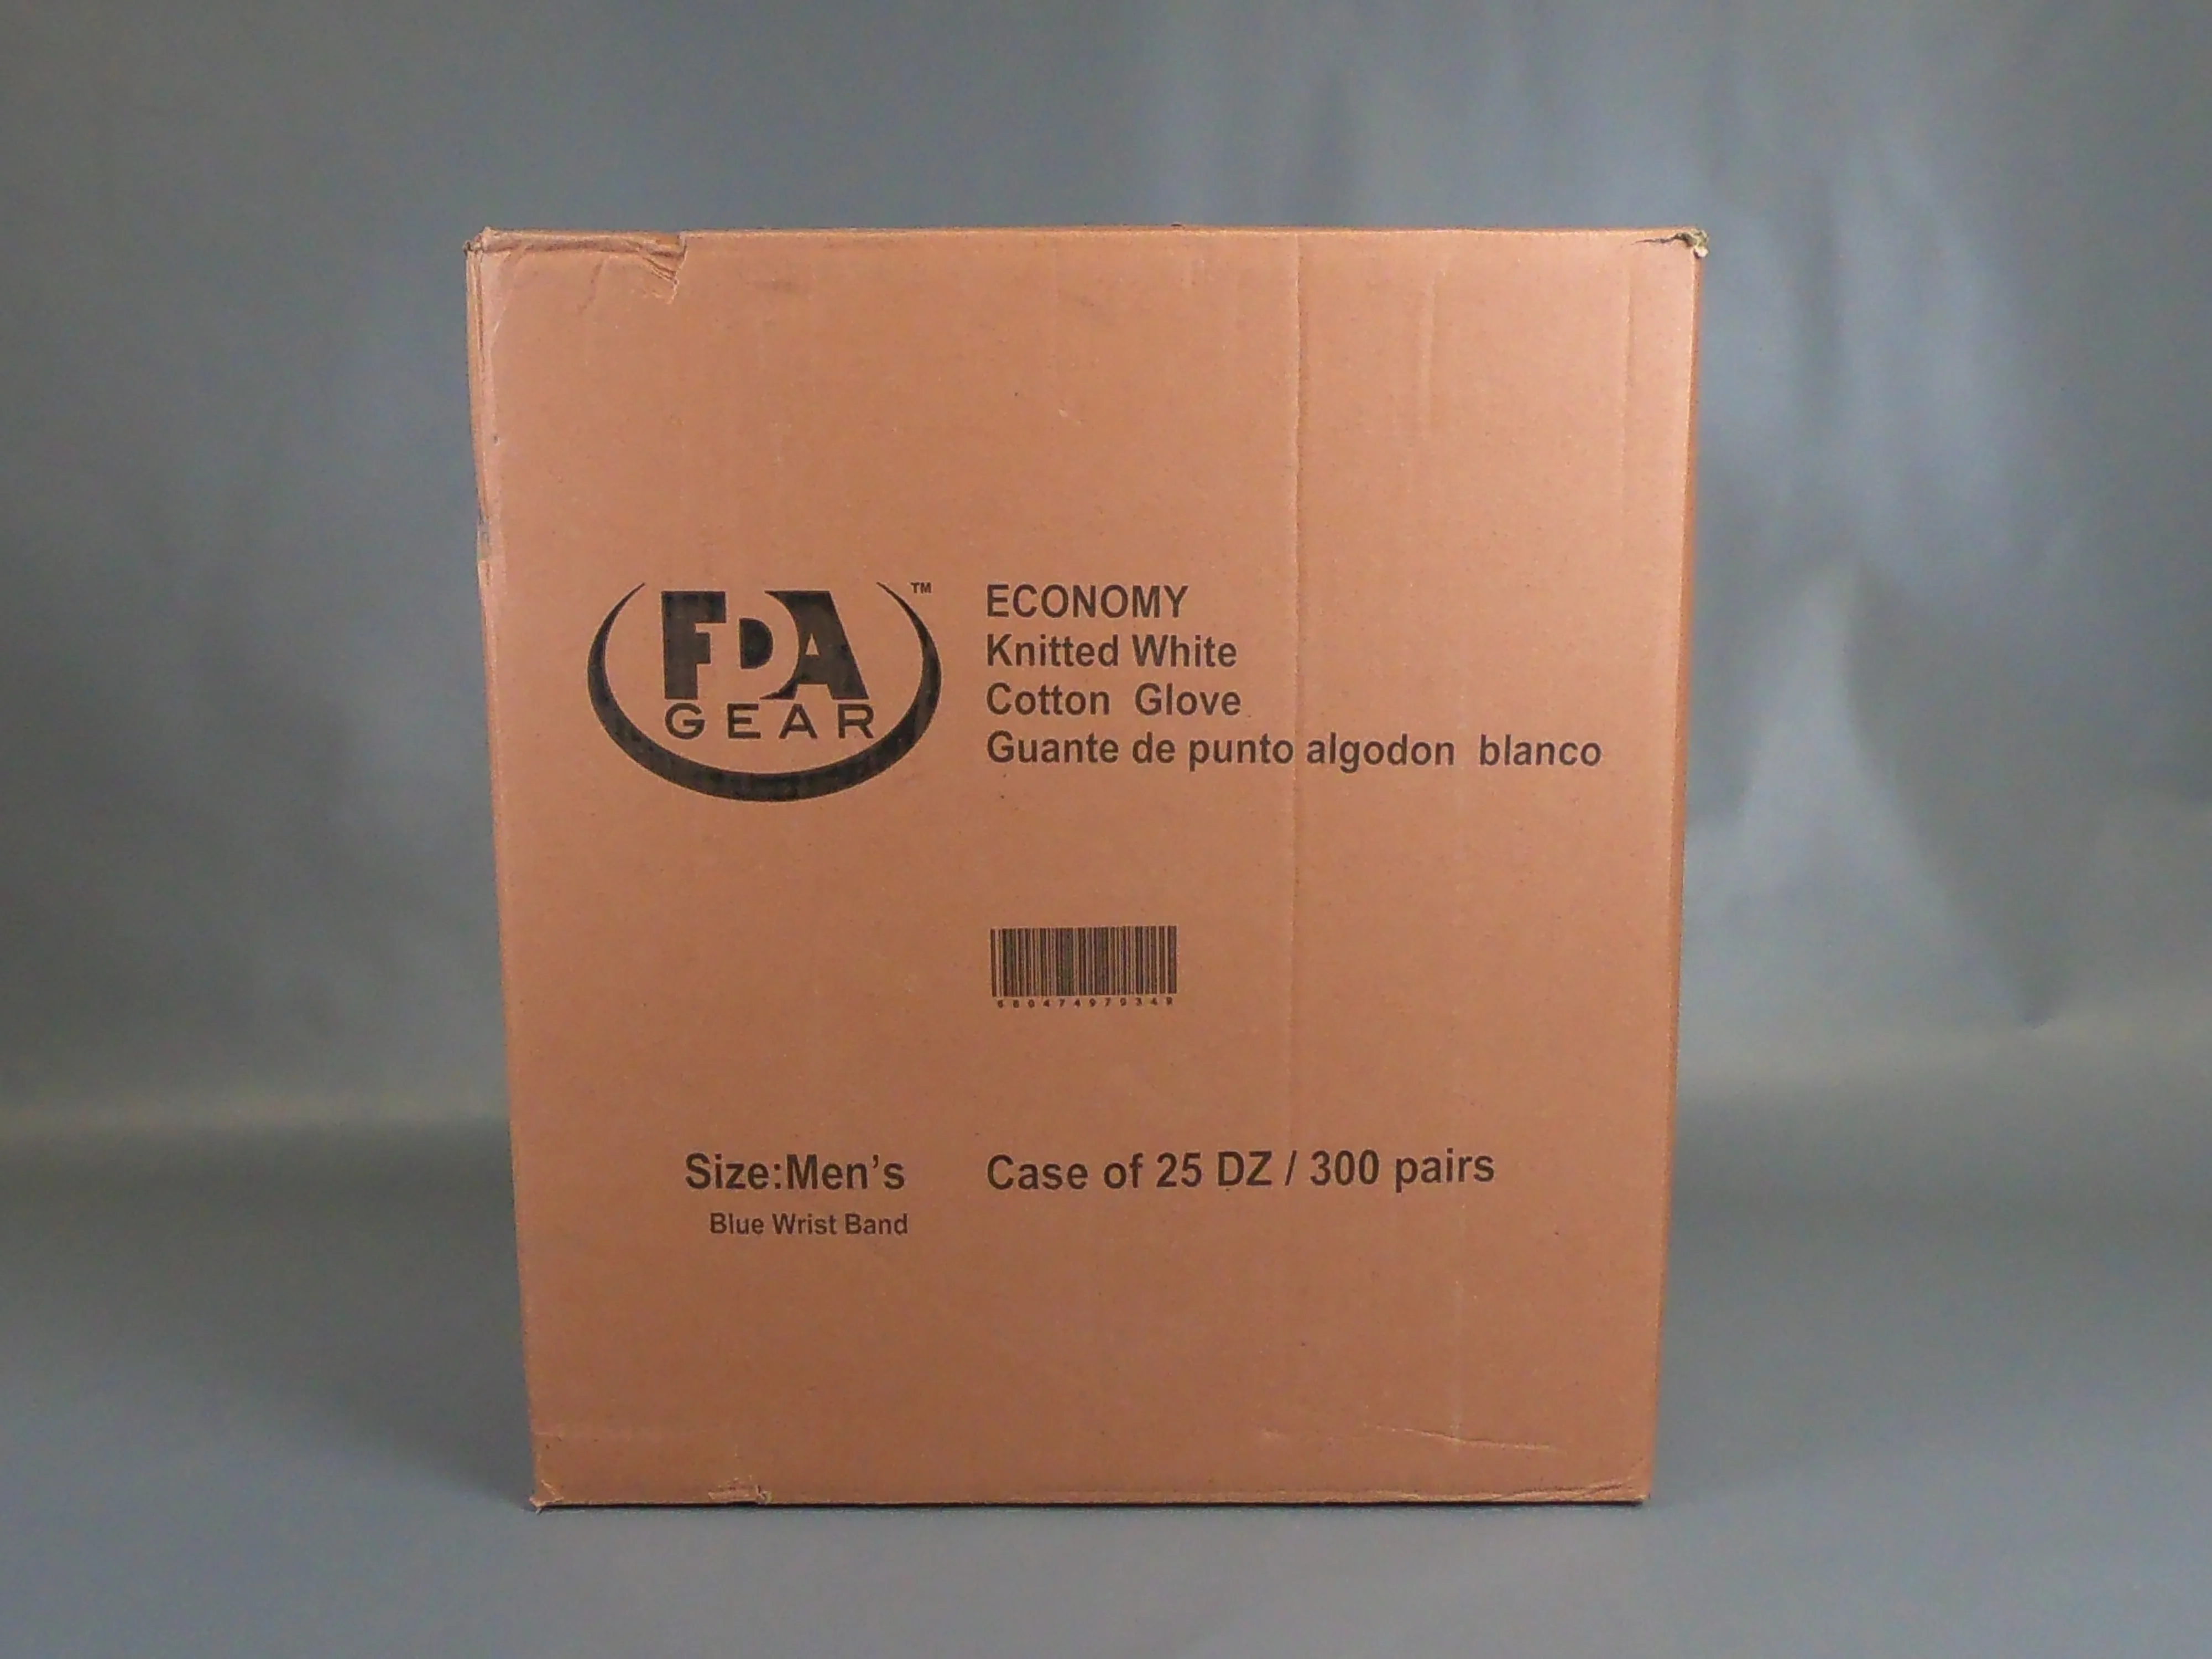 FDA
GEAR
TM
ECONOMY
Knitted White
Cotton Glove
Guante de punto algodon blanco
Size:Men's
Blue Wrist Band
Case of 25 DZ / 300 pairs